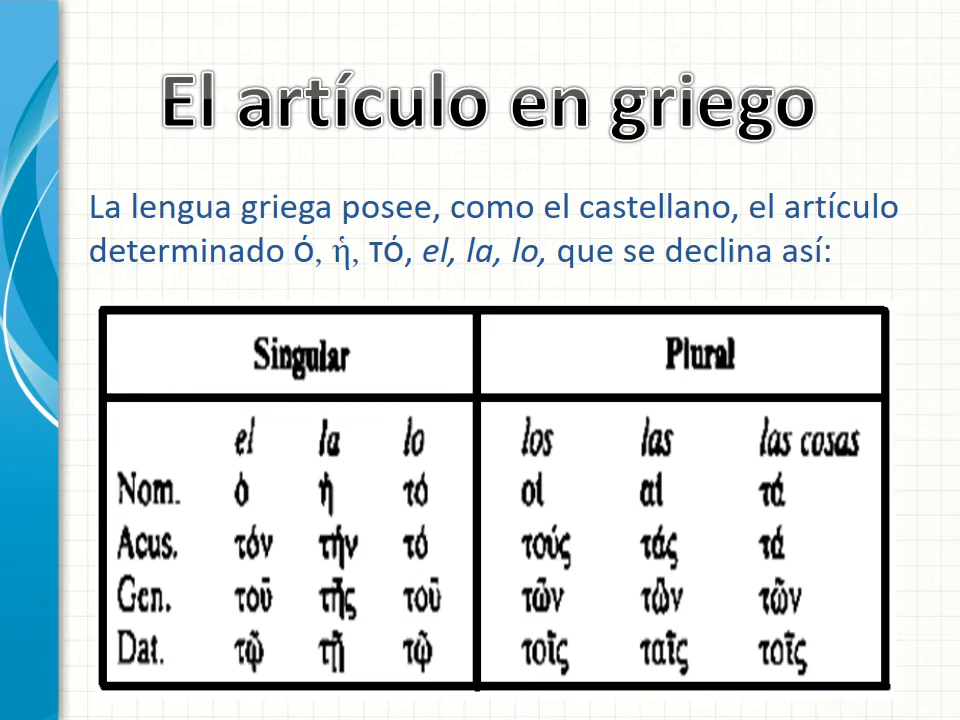 El artículo en griego
La lengua griega posee, como el castellano, el artículo
determinado ὁ, ἡ, τό, el, la, lo, que se declina así:
Singular Plural
el la lo los las las cosas
Nom. ὁ ἡ τό οἱ αἱ τά
Acus. τόν τήν τό τούς τάς τά
Gen. τοῦ τῆς τοῦ τῶν τῶν τῶν
Dat. τῷ τῇ τῷ τοῖς ταῖς τοῖς